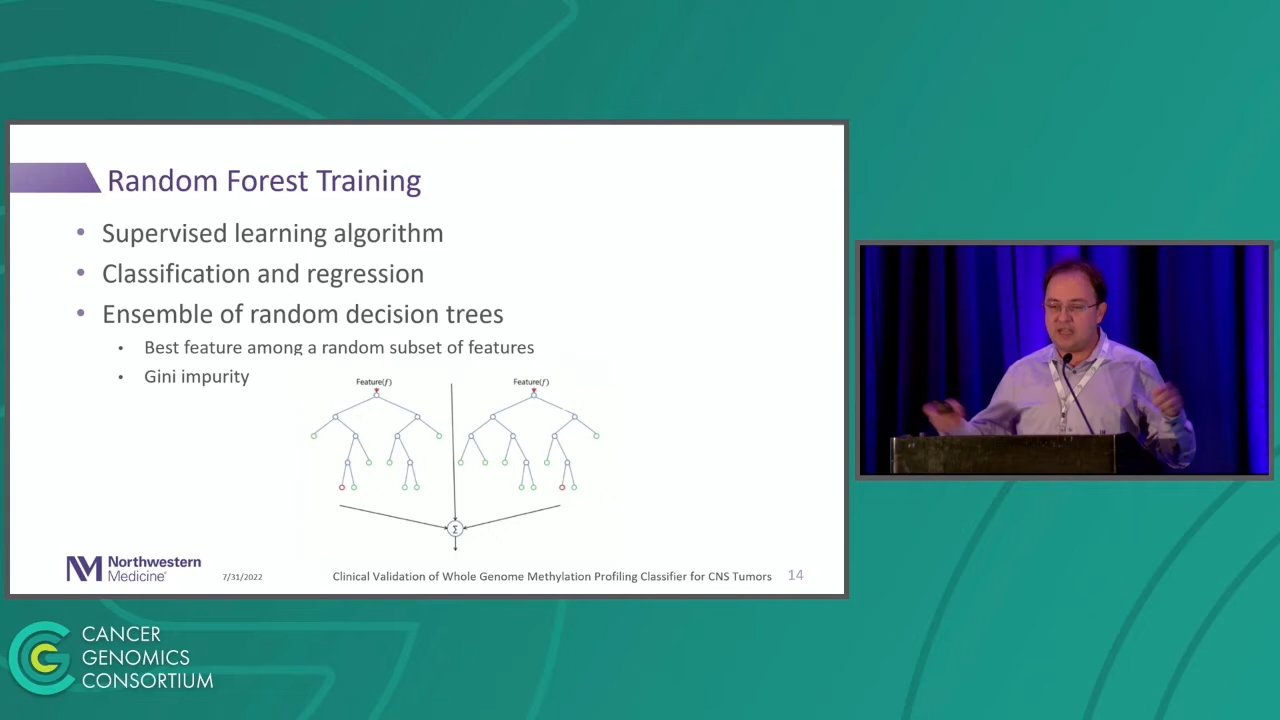 Random Forest Training
• Supervised learning algorithm
• Classification and regression
• Ensemble of random decision trees
• Best feature among a random subset of features
• Gini impurity
Feature(f)
Feature(f)
Σ
NM Northwestern
Medicine®
7/31/2022
Clinical Validation of Whole Genome Methylation Profiling Classifier for CNS Tumors
14
CANCER
GENOMICS
CONSORTIUM